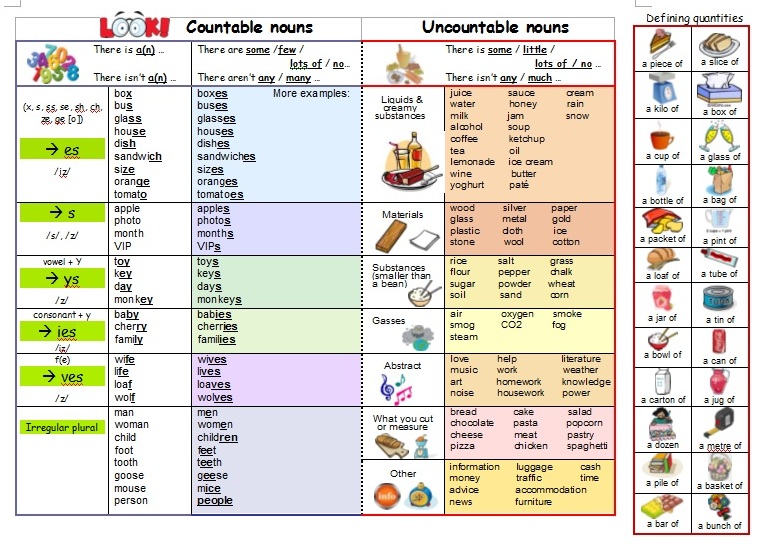 LOOK! Countable nouns
Uncountable nouns
There is a(n) …
There isn't a(n) …
There are some / few /
lots of / no…
There aren't any / many …
There is some / little /
lots of / no …
There isn't any / much …
(x, s, ss, se, sh, ch,
ze, ge [o])
→ es
/iz/
box
bus
glass
house
dish
sandwich
size
orange
tomato
More examples:
boxes
buses
glasses
houses
dishes
sandwiches
sizes
oranges
tomatoes
→ s
/s/, /z/
apple
photo
month
VIP
apples
photos
months
VIPs
vowel + Y
→ ys
/z/
toy
key
day
monkey
toys
keys
days
monkeys
consonant + y
→ ies
/iz/
baby
cherry
family
babies
cherries
families
f(e)
→ ves
/z/
wife
life
loaf
wolf
wives
lives
loaves
wolves
Irregular plural
man
woman
child
foot
tooth
goose
mouse
person
men
women
children
feet
teeth
geese
mice
people
Liquids &
creamy
substances
juice sauce cream
water honey rain
milk jam snow
alcohol soup
coffee ketchup
tea oil
lemonade ice cream
wine butter
yoghurt paté
Materials
wood silver paper
glass metal gold
plastic cloth ice
stone wool cotton
Substances
(smaller than
a bean)
rice salt grass
flour pepper chalk
sugar powder wheat
soil sand corn
Gasses
air oxygen smoke
smog CO2 fog
steam
Abstract
love help literature
music work weather
art homework knowledge
noise housework power
What you cut
or measure
bread cake salad
chocolate pasta popcorn
cheese meat pastry
pizza chicken spaghetti
Other
info
information luggage cash
money traffic time
advice accommodation
news furniture
Defining quantities
a piece of a slice of
a kilo of a box of
a cup of a glass of
a bottle of a bag of
a packet of a pint of
a loaf of a tube of
a jar of a tin of
a bowl of a can of
a carton of a jug of
a dozen a metre of
a pile of a basket of
a bar of a bunch of